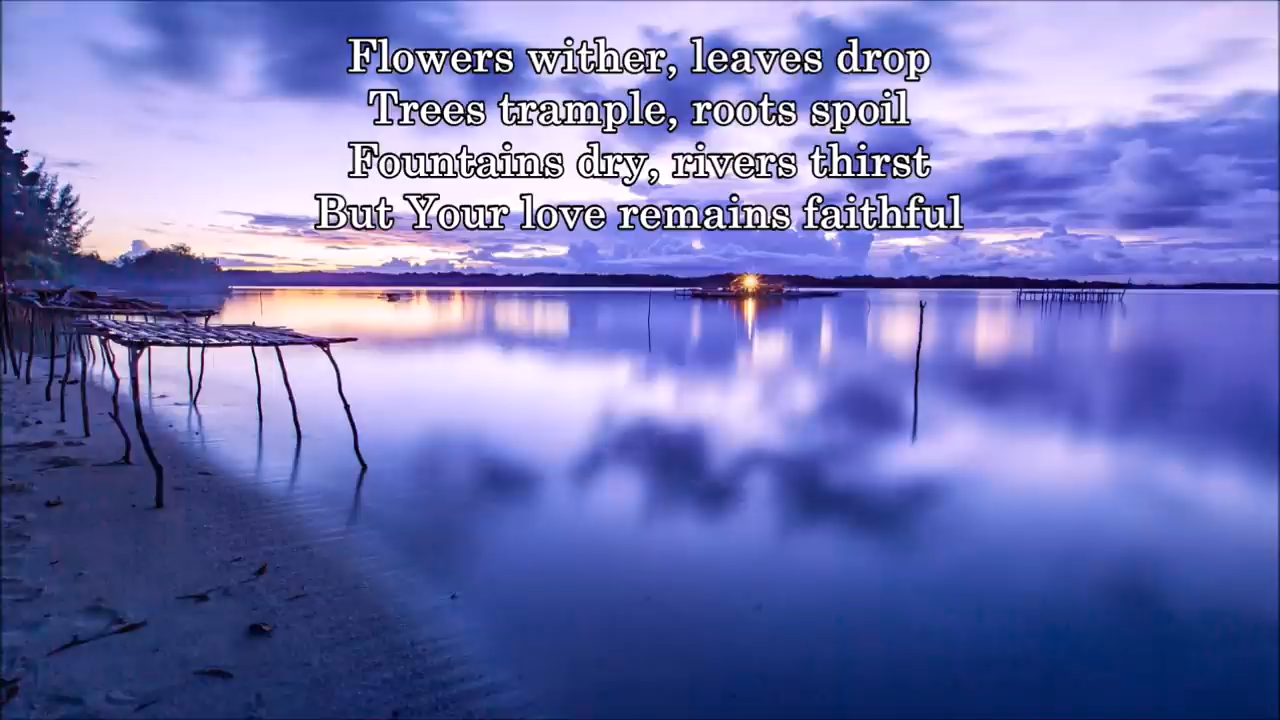 Flowers wither, leaves drop
Trees trample, roots spoil
Fountains dry, rivers thirst
But Your love remains faithful